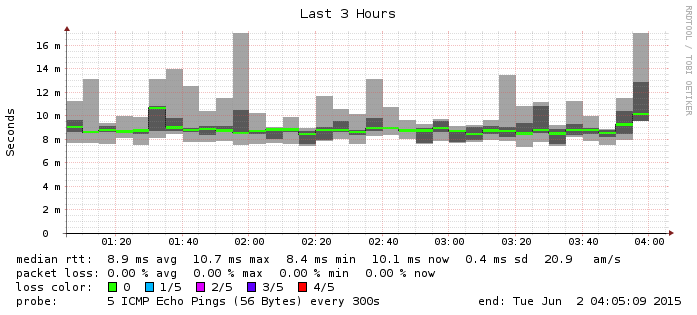 Last 3 Hours
RRDTOOL / TOBI OETIKER
Seconds
16 m
14 m
12 m
10 m
8 m
6 m
4 m
2 m
0
01:20 01:40 02:00 02:20 02:40 03:00 03:20 03:40 04:00
median rtt: 8.9 ms avg 10.7 ms max 8.4 ms min 10.1 ms now 0.4 ms sd 20.9 am/s
packet loss: 0.00 % avg 0.00 % max 0.00 % min 0.00 % now
loss color: 0 1/5 2/5 3/5 4/5
probe: 5 ICMP Echo Pings (56 Bytes) every 300s end: Tue Jun 2 04:05:09 2015